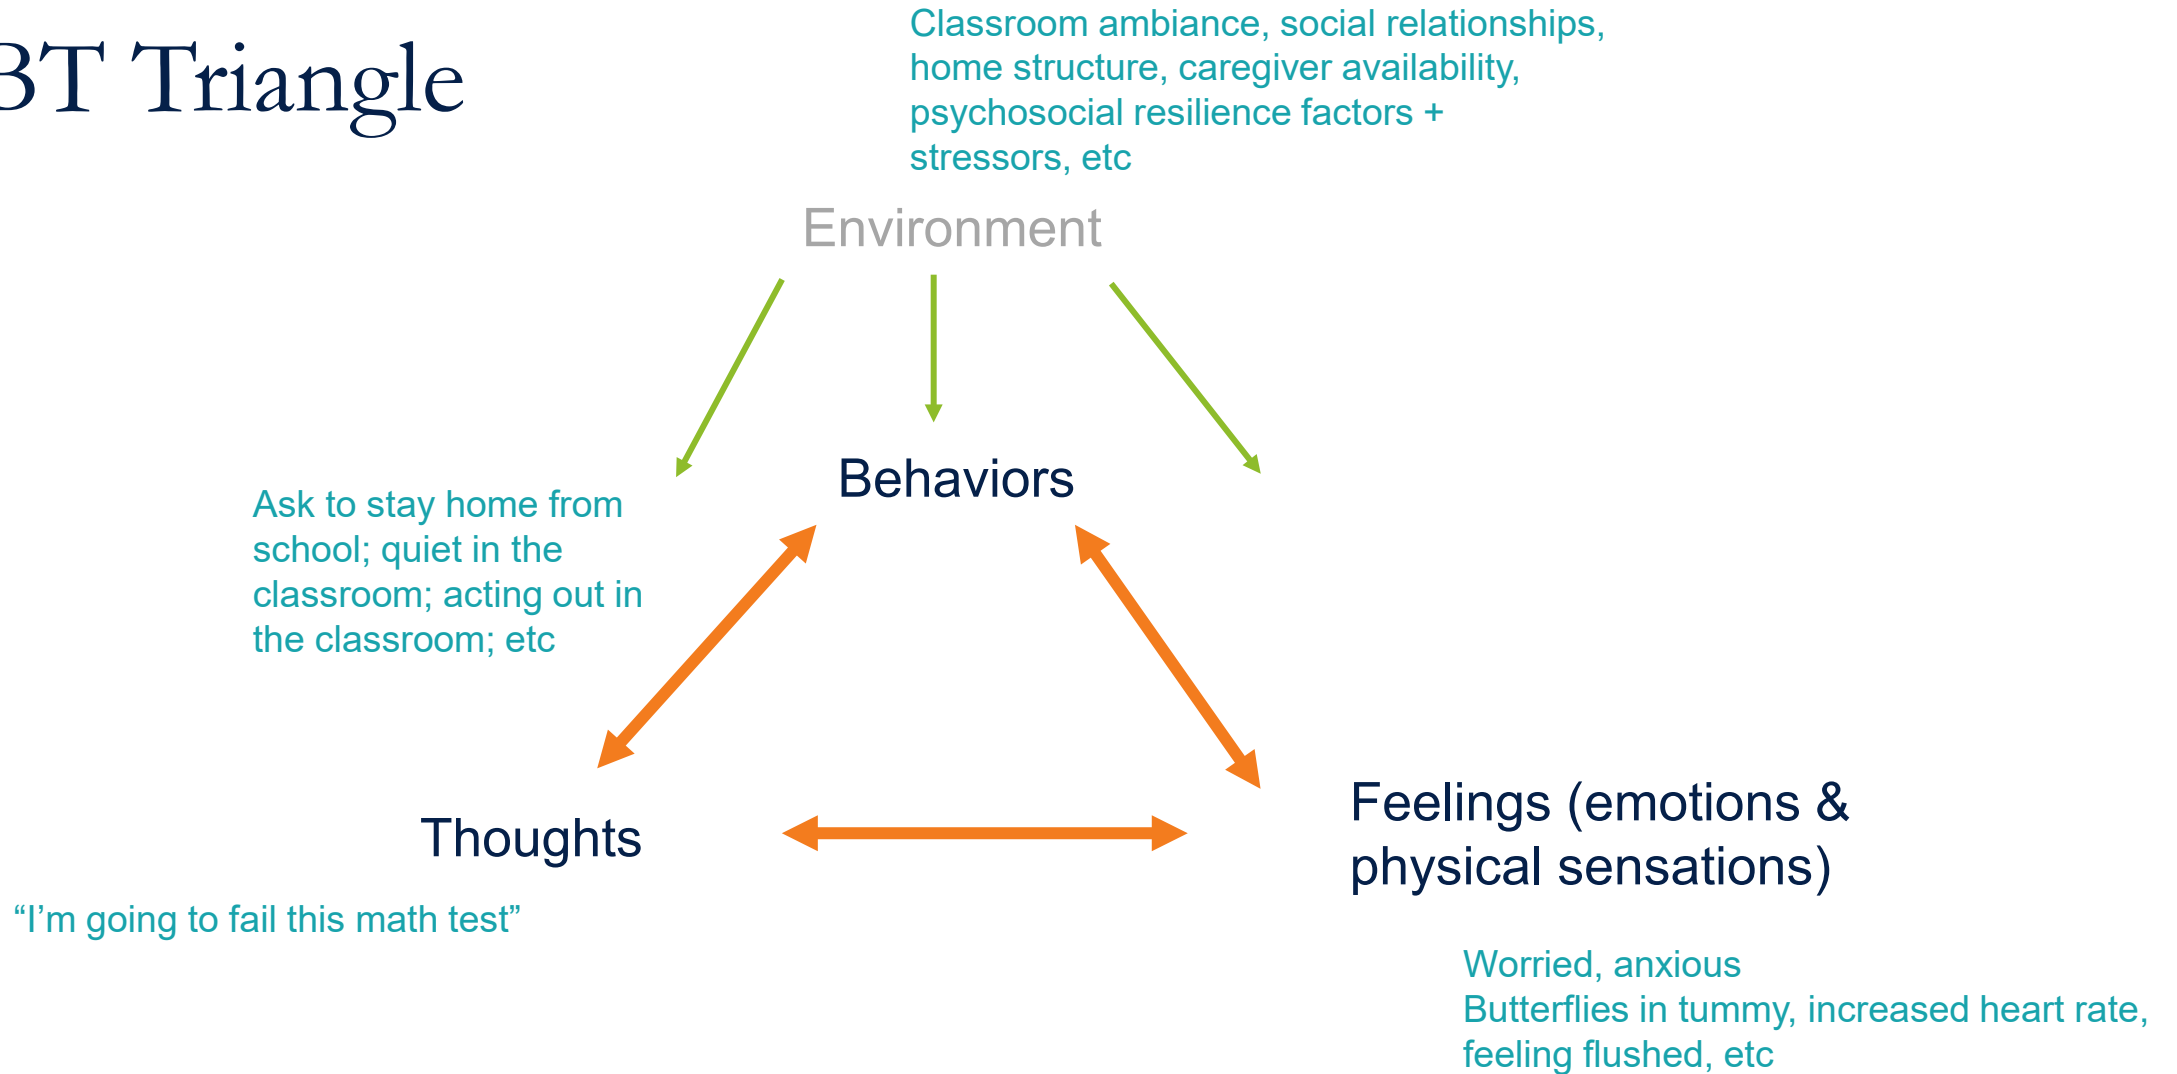 BT Triangle
Classroom ambiance, social relationships,
home structure, caregiver availability,
psychosocial resilience factors +
stressors, etc
Environment
Behaviors
Ask to stay home from
school; quiet in the
classroom; acting out in
the classroom; etc
Thoughts
“I’m going to fail this math test”
Feelings (emotions &
physical sensations)
Worried, anxious
Butterflies in tummy, increased heart rate,
feeling flushed, etc